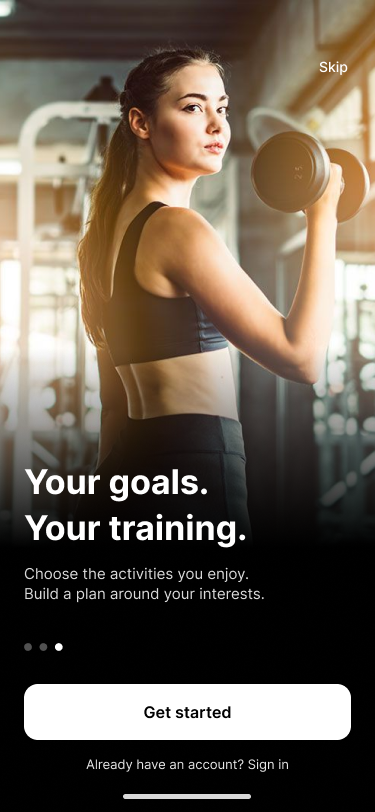 Skip
Your goals.
Your training.
Choose the activities you enjoy.
Build a plan around your interests.
Get started
Already have an account? Sign in